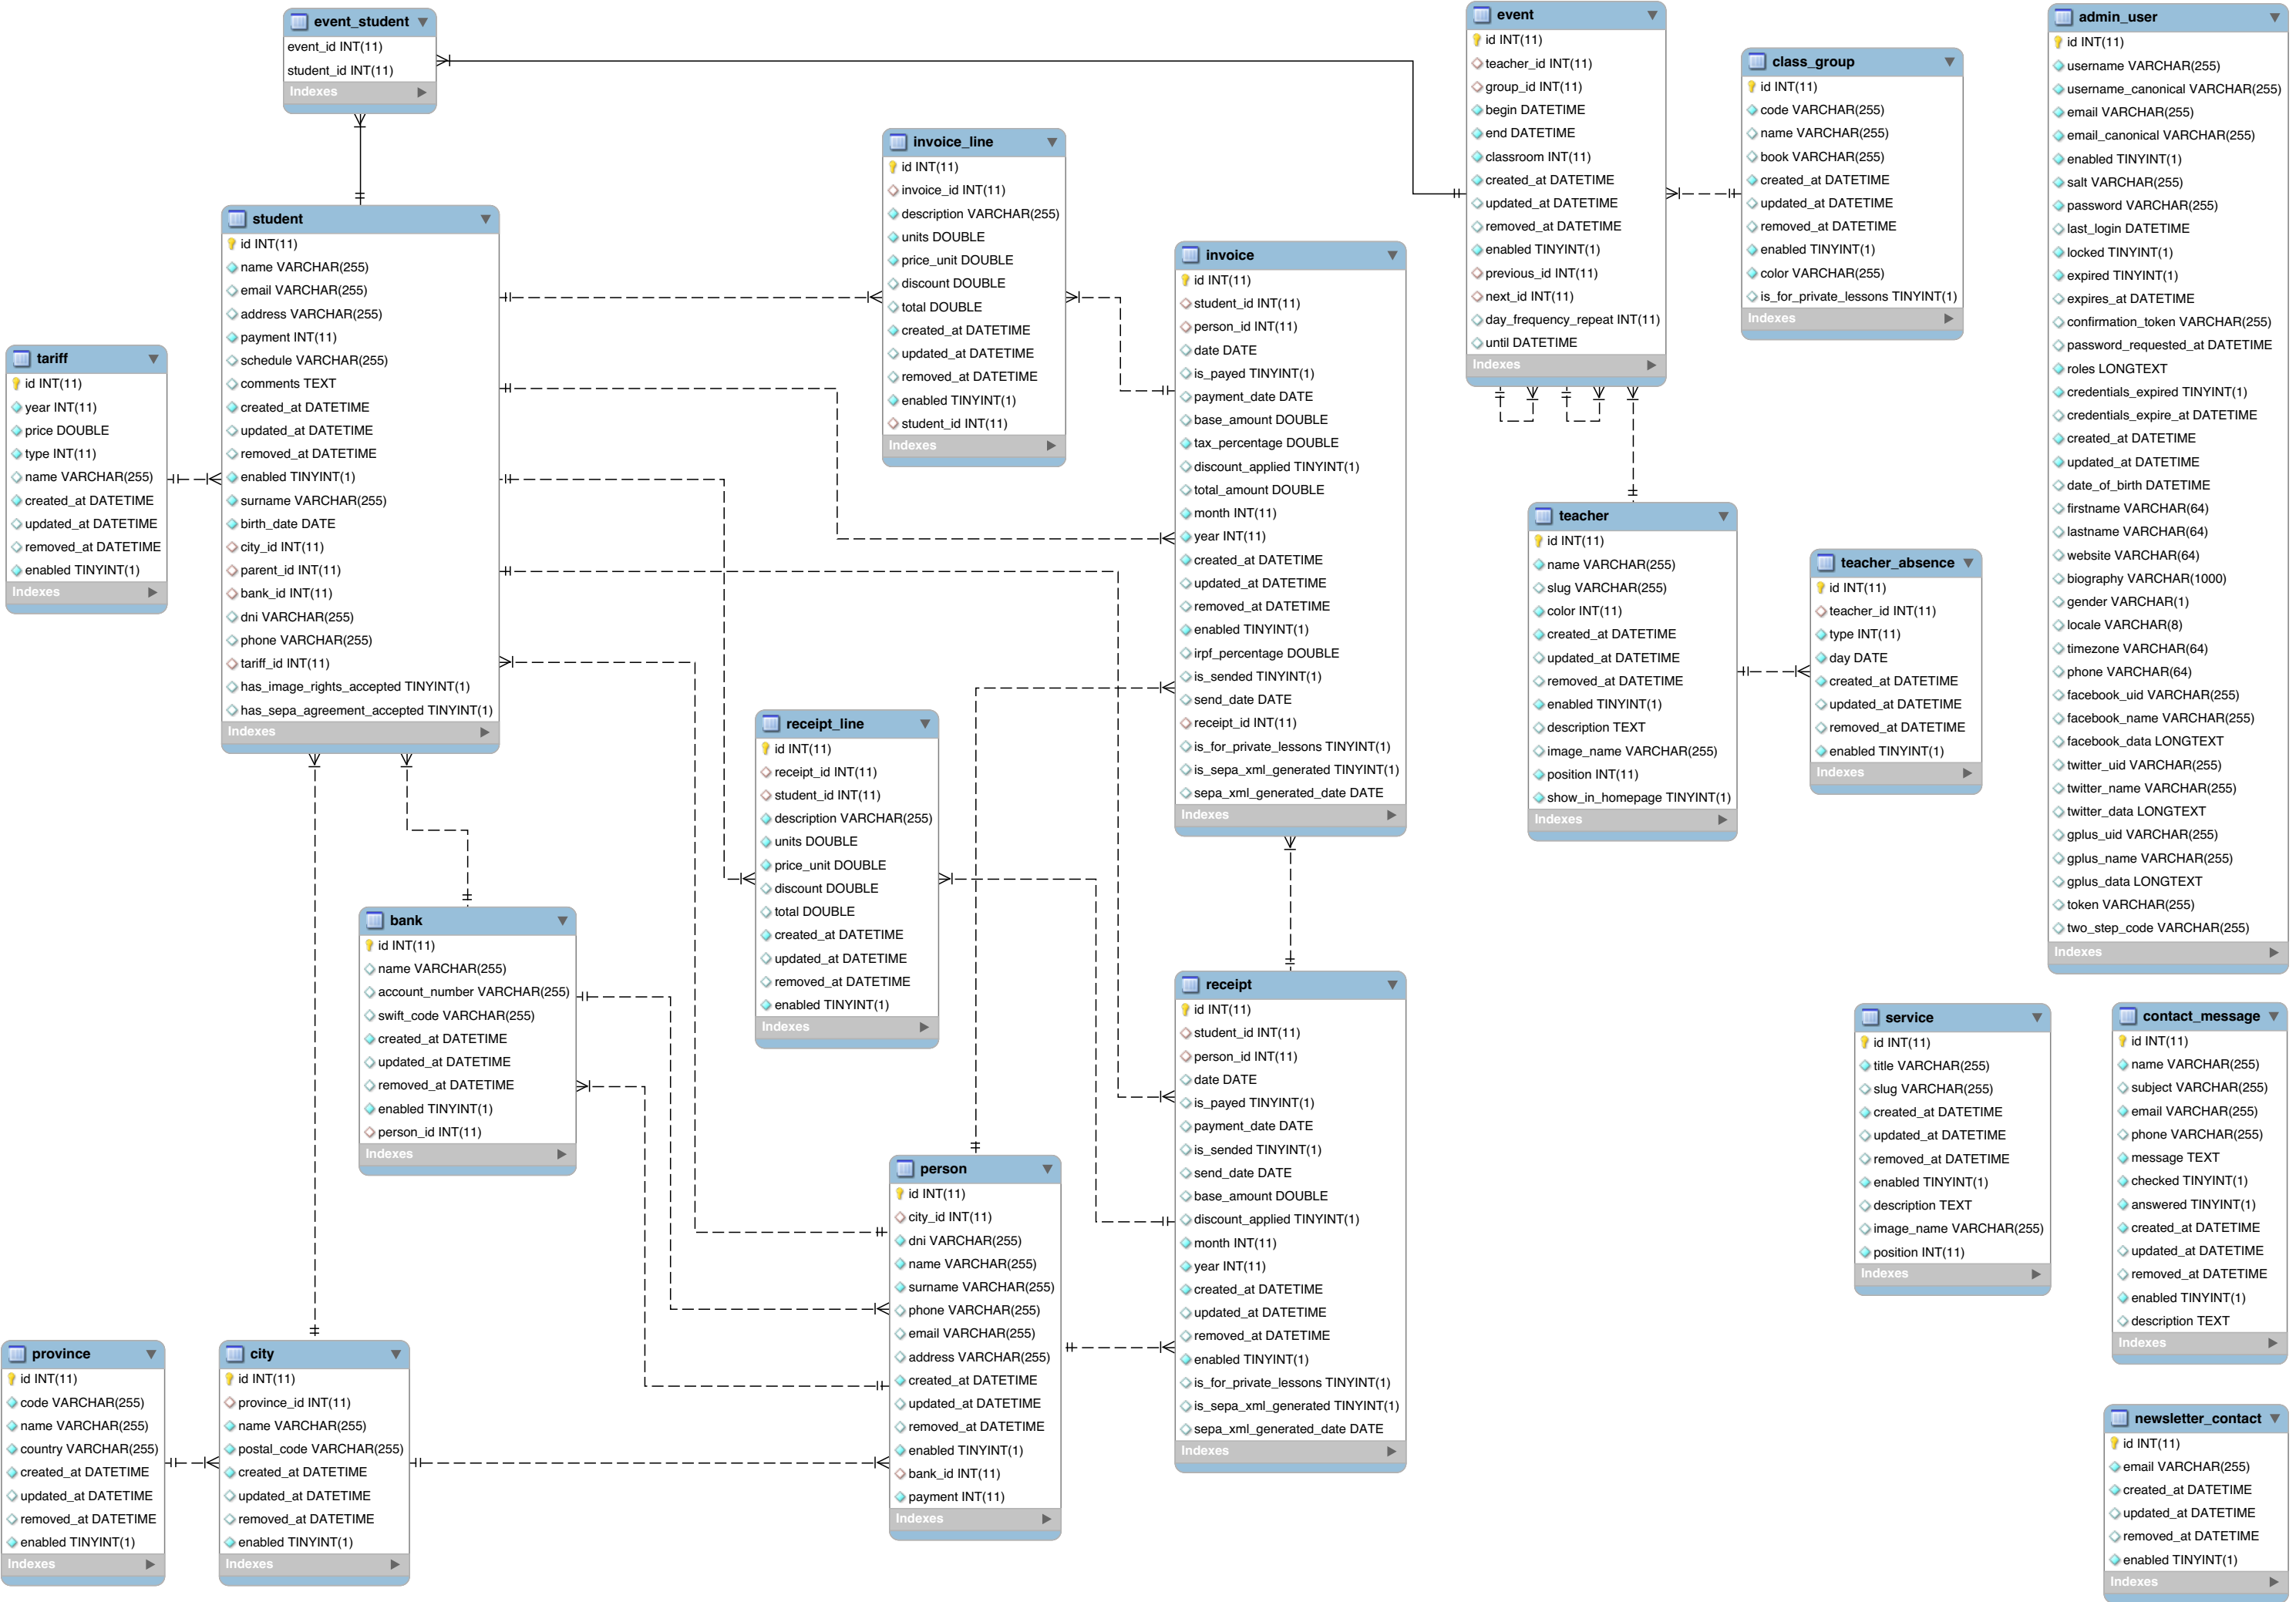 event_student
event_id INT(11)
student_id INT(11)
Indexes
student
id INT(11)
name VARCHAR(255)
email VARCHAR(255)
address VARCHAR(255)
payment INT(11)
schedule VARCHAR(255)
comments TEXT
created_at DATETIME
updated_at DATETIME
removed_at DATETIME
enabled TINYINT(1)
surname VARCHAR(255)
birth_date DATE
city_id INT(11)
parent_id INT(11)
bank_id INT(11)
dni VARCHAR(255)
phone VARCHAR(255)
tariff_id INT(11)
has_image_rights_accepted TINYINT(1)
has_sepa_agreement_accepted TINYINT(1)
Indexes
tariff
id INT(11)
year INT(11)
price DOUBLE
type INT(11)
name VARCHAR(255)
created_at DATETIME
updated_at DATETIME
removed_at DATETIME
enabled TINYINT(1)
Indexes
bank
id INT(11)
name VARCHAR(255)
account_number VARCHAR(255)
swift_code VARCHAR(255)
created_at DATETIME
updated_at DATETIME
removed_at DATETIME
enabled TINYINT(1)
person_id INT(11)
Indexes
province
id INT(11)
code VARCHAR(255)
name VARCHAR(255)
country VARCHAR(255)
created_at DATETIME
updated_at DATETIME
removed_at DATETIME
enabled TINYINT(1)
Indexes
city
id INT(11)
province_id INT(11)
name VARCHAR(255)
postal_code VARCHAR(255)
created_at DATETIME
updated_at DATETIME
removed_at DATETIME
enabled TINYINT(1)
Indexes
invoice_line
id INT(11)
invoice_id INT(11)
description VARCHAR(255)
units DOUBLE
price_unit DOUBLE
discount DOUBLE
total DOUBLE
created_at DATETIME
updated_at DATETIME
removed_at DATETIME
enabled TINYINT(1)
student_id INT(11)
Indexes
receipt_line
id INT(11)
receipt_id INT(11)
student_id INT(11)
description VARCHAR(255)
units DOUBLE
price_unit DOUBLE
discount DOUBLE
total DOUBLE
created_at DATETIME
updated_at DATETIME
removed_at DATETIME
enabled TINYINT(1)
Indexes
person
id INT(11)
city_id INT(11)
dni VARCHAR(255)
name VARCHAR(255)
surname VARCHAR(255)
phone VARCHAR(255)
email VARCHAR(255)
address VARCHAR(255)
created_at DATETIME
updated_at DATETIME
removed_at DATETIME
enabled TINYINT(1)
bank_id INT(11)
payment INT(11)
Indexes
invoice
id INT(11)
student_id INT(11)
person_id INT(11)
date DATE
is_payed TINYINT(1)
payment_date DATE
base_amount DOUBLE
tax_percentage DOUBLE
discount_applied TINYINT(1)
total_amount DOUBLE
month INT(11)
year INT(11)
created_at DATETIME
updated_at DATETIME
removed_at DATETIME
enabled TINYINT(1)
irpf_percentage DOUBLE
is_sended TINYINT(1)
send_date DATE
receipt_id INT(11)
is_for_private_lessons TINYINT(1)
is_sepa_xml_generated TINYINT(1)
sepa_xml_generated_date DATE
Indexes
receipt
id INT(11)
student_id INT(11)
person_id INT(11)
date DATE
is_payed TINYINT(1)
payment_date DATE
is_sended TINYINT(1)
send_date DATE
base_amount DOUBLE
discount_applied TINYINT(1)
month INT(11)
year INT(11)
created_at DATETIME
updated_at DATETIME
removed_at DATETIME
enabled TINYINT(1)
is_for_private_lessons TINYINT(1)
is_sepa_xml_generated TINYINT(1)
sepa_xml_generated_date DATE
Indexes
event
id INT(11)
teacher_id INT(11)
group_id INT(11)
begin DATETIME
end DATETIME
classroom INT(11)
created_at DATETIME
updated_at DATETIME
removed_at DATETIME
enabled TINYINT(1)
previous_id INT(11)
next_id INT(11)
day_frequency_repeat INT(11)
until DATETIME
Indexes
class_group
id INT(11)
code VARCHAR(255)
name VARCHAR(255)
book VARCHAR(255)
created_at DATETIME
updated_at DATETIME
removed_at DATETIME
enabled TINYINT(1)
color VARCHAR(255)
is_for_private_lessons TINYINT(1)
Indexes
teacher
id INT(11)
name VARCHAR(255)
slug VARCHAR(255)
color INT(11)
created_at DATETIME
updated_at DATETIME
removed_at DATETIME
enabled TINYINT(1)
description TEXT
image_name VARCHAR(255)
position INT(11)
show_in_homepage TINYINT(1)
Indexes
teacher_absence
id INT(11)
teacher_id INT(11)
type INT(11)
day DATE
created_at DATETIME
updated_at DATETIME
removed_at DATETIME
enabled TINYINT(1)
Indexes
admin_user
id INT(11)
username VARCHAR(255)
username_canonical VARCHAR(255)
email VARCHAR(255)
email_canonical VARCHAR(255)
enabled TINYINT(1)
salt VARCHAR(255)
password VARCHAR(255)
last_login DATETIME
locked TINYINT(1)
expired TINYINT(1)
expires_at DATETIME
confirmation_token VARCHAR(255)
password_requested_at DATETIME
roles LONGTEXT
credentials_expired TINYINT(1)
credentials_expire_at DATETIME
created_at DATETIME
updated_at DATETIME
date_of_birth DATETIME
firstname VARCHAR(64)
lastname VARCHAR(64)
website VARCHAR(64)
biography VARCHAR(1000)
gender VARCHAR(1)
locale VARCHAR(8)
timezone VARCHAR(64)
phone VARCHAR(64)
facebook_uid VARCHAR(255)
facebook_name VARCHAR(255)
facebook_data LONGTEXT
twitter_uid VARCHAR(255)
twitter_name VARCHAR(255)
twitter_data LONGTEXT
gplus_uid VARCHAR(255)
gplus_name VARCHAR(255)
gplus_data LONGTEXT
token VARCHAR(255)
two_step_code VARCHAR(255)
Indexes
service
id INT(11)
title VARCHAR(255)
slug VARCHAR(255)
created_at DATETIME
updated_at DATETIME
removed_at DATETIME
enabled TINYINT(1)
description TEXT
image_name VARCHAR(255)
position INT(11)
Indexes
contact_message
id INT(11)
name VARCHAR(255)
subject VARCHAR(255)
email VARCHAR(255)
phone VARCHAR(255)
message TEXT
checked TINYINT(1)
answered TINYINT(1)
created_at DATETIME
updated_at DATETIME
removed_at DATETIME
enabled TINYINT(1)
description TEXT
Indexes
newsletter_contact
id INT(11)
email VARCHAR(255)
created_at DATETIME
updated_at DATETIME
removed_at DATETIME
enabled TINYINT(1)
Indexes